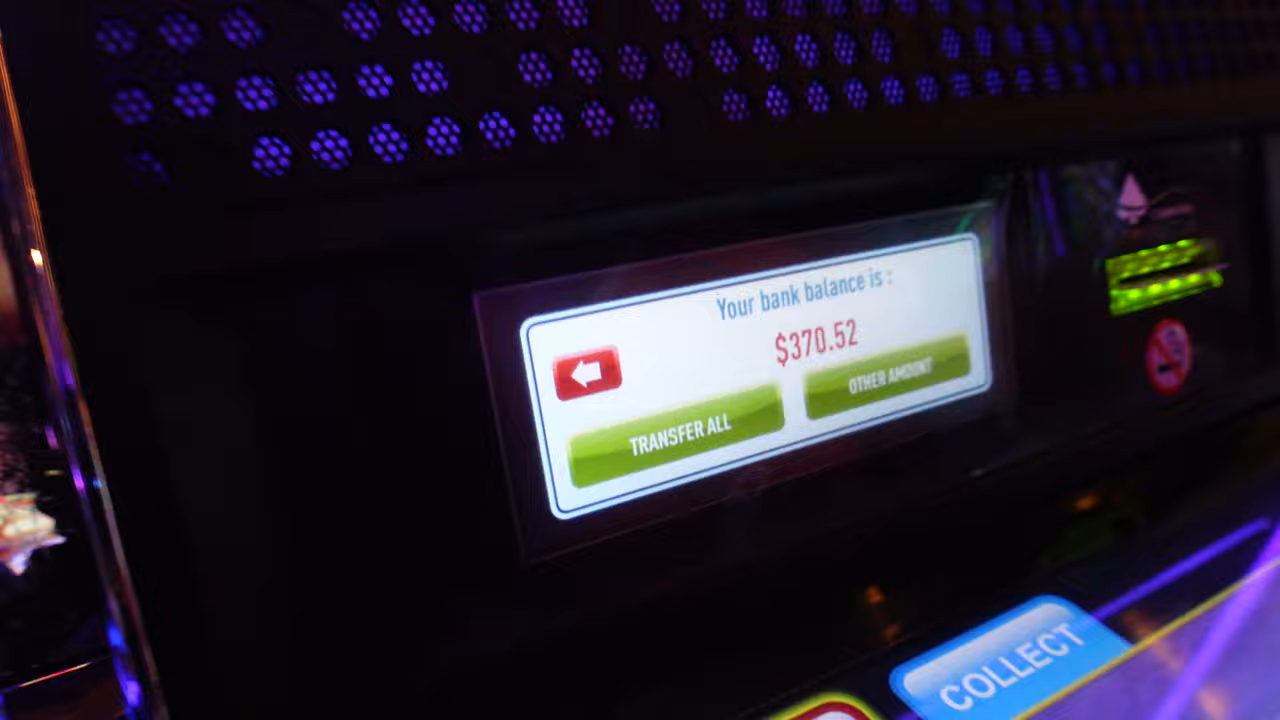 Your bank balance is :
$370.52
TRANSFER ALL
OTHER AMOUNT
COLLECT